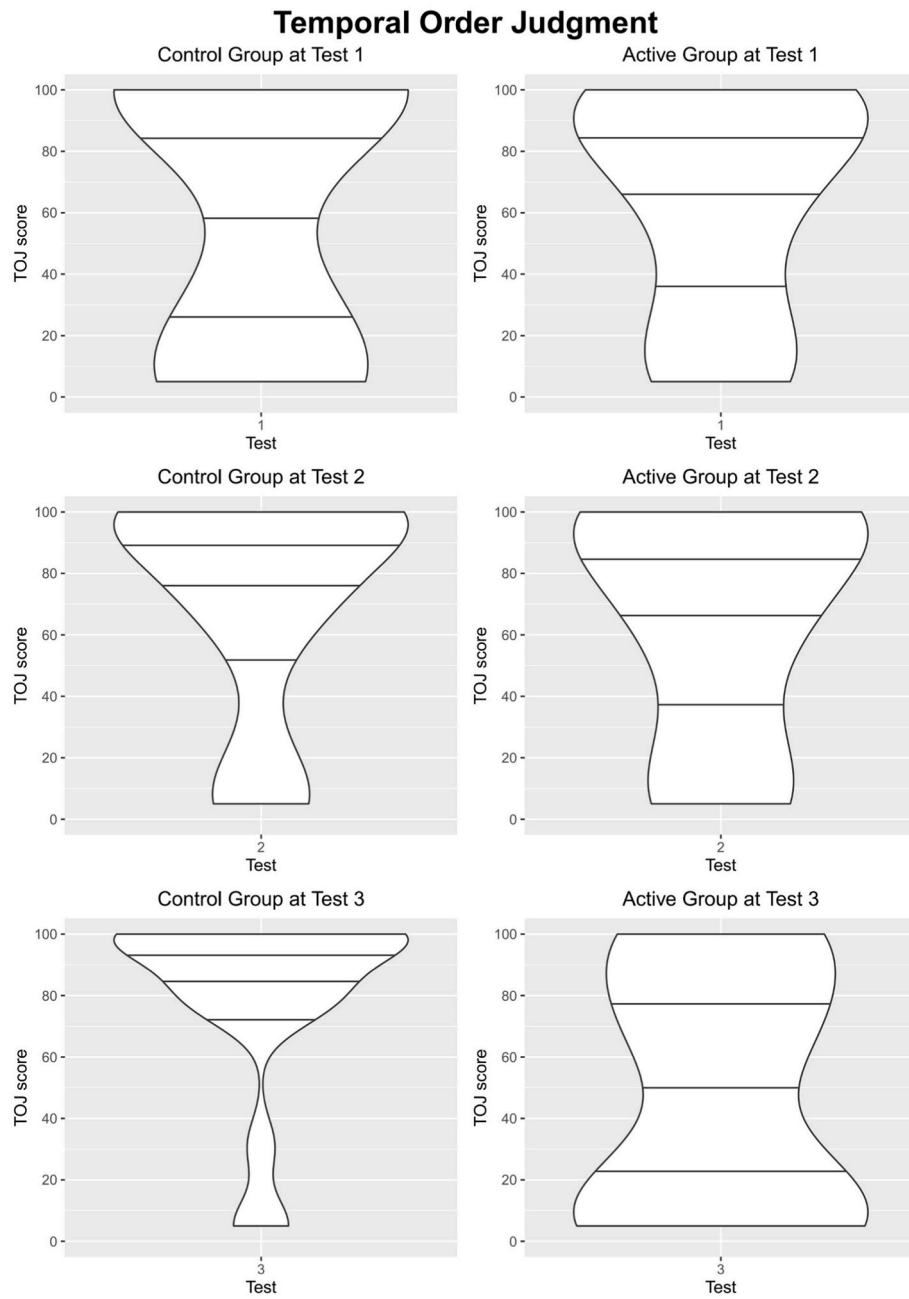 Temporal Order Judgment
Control Group at Test 1
Active Group at Test 1
TOJ score
100
80
60
40
20
0
1
Test
TOJ score
100
80
60
40
20
0
1
Test
Control Group at Test 2
Active Group at Test 2
TOJ score
100
80
60
40
20
0
2
Test
TOJ score
100
80
60
40
20
0
2
Test
Control Group at Test 3
Active Group at Test 3
TOJ score
100
80
60
40
20
0
3
Test
TOJ score
100
80
60
40
20
0
3
Test